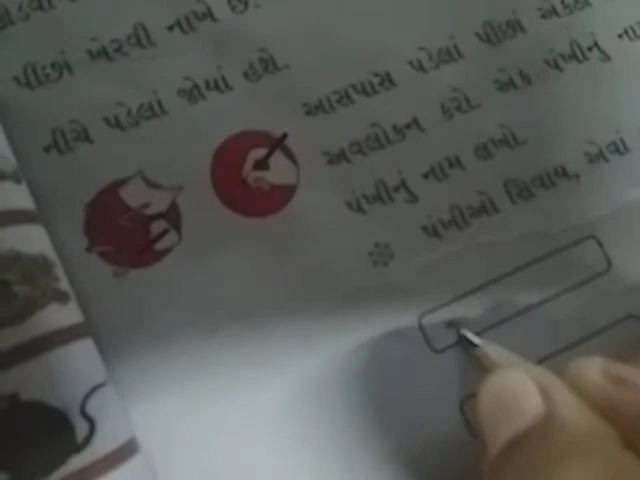 પીંછાં ખેરવી નાખે છે.
નીચે પડેલાં જોયાં હશે.
આસપાસ પડેલાં પીંછાં એકઠાં
અવલોકન કરો. એક પંખીનું
પંખીનું નામ લખો.
પંખીઓ સિવાય, એવાં